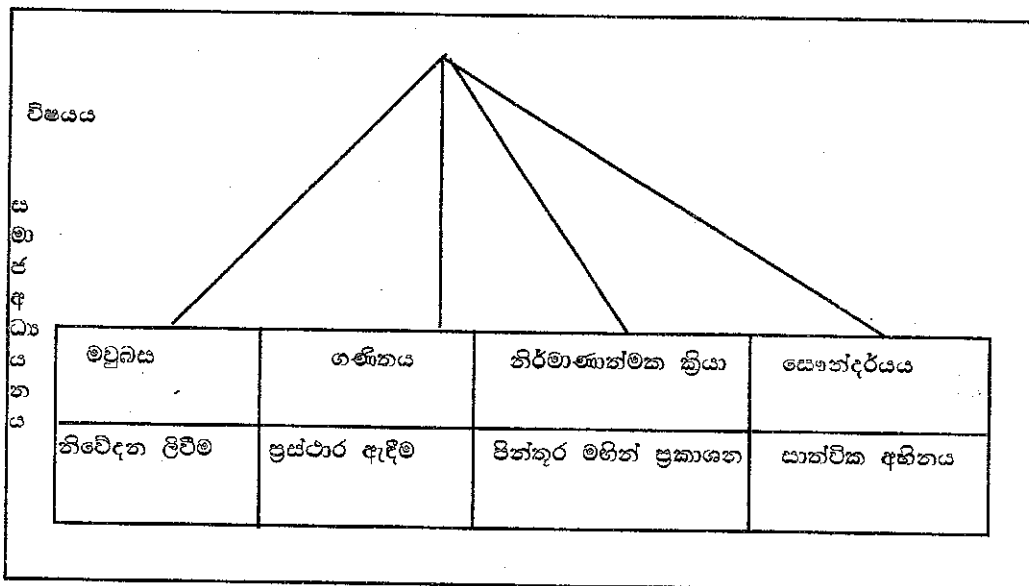 විෂයය
ස
මා
ජ
අ
ධ්‍ය
ය
න
ය
මවුබස ගණිතය නිර්මාණාත්මක ක්‍රියා සෞන්දර්යය
නිවේදන ලිවීම ප්‍රස්ථාර ඇඳීම පින්තූර මගින් ප්‍රකාශන සාත්වික අභිනය